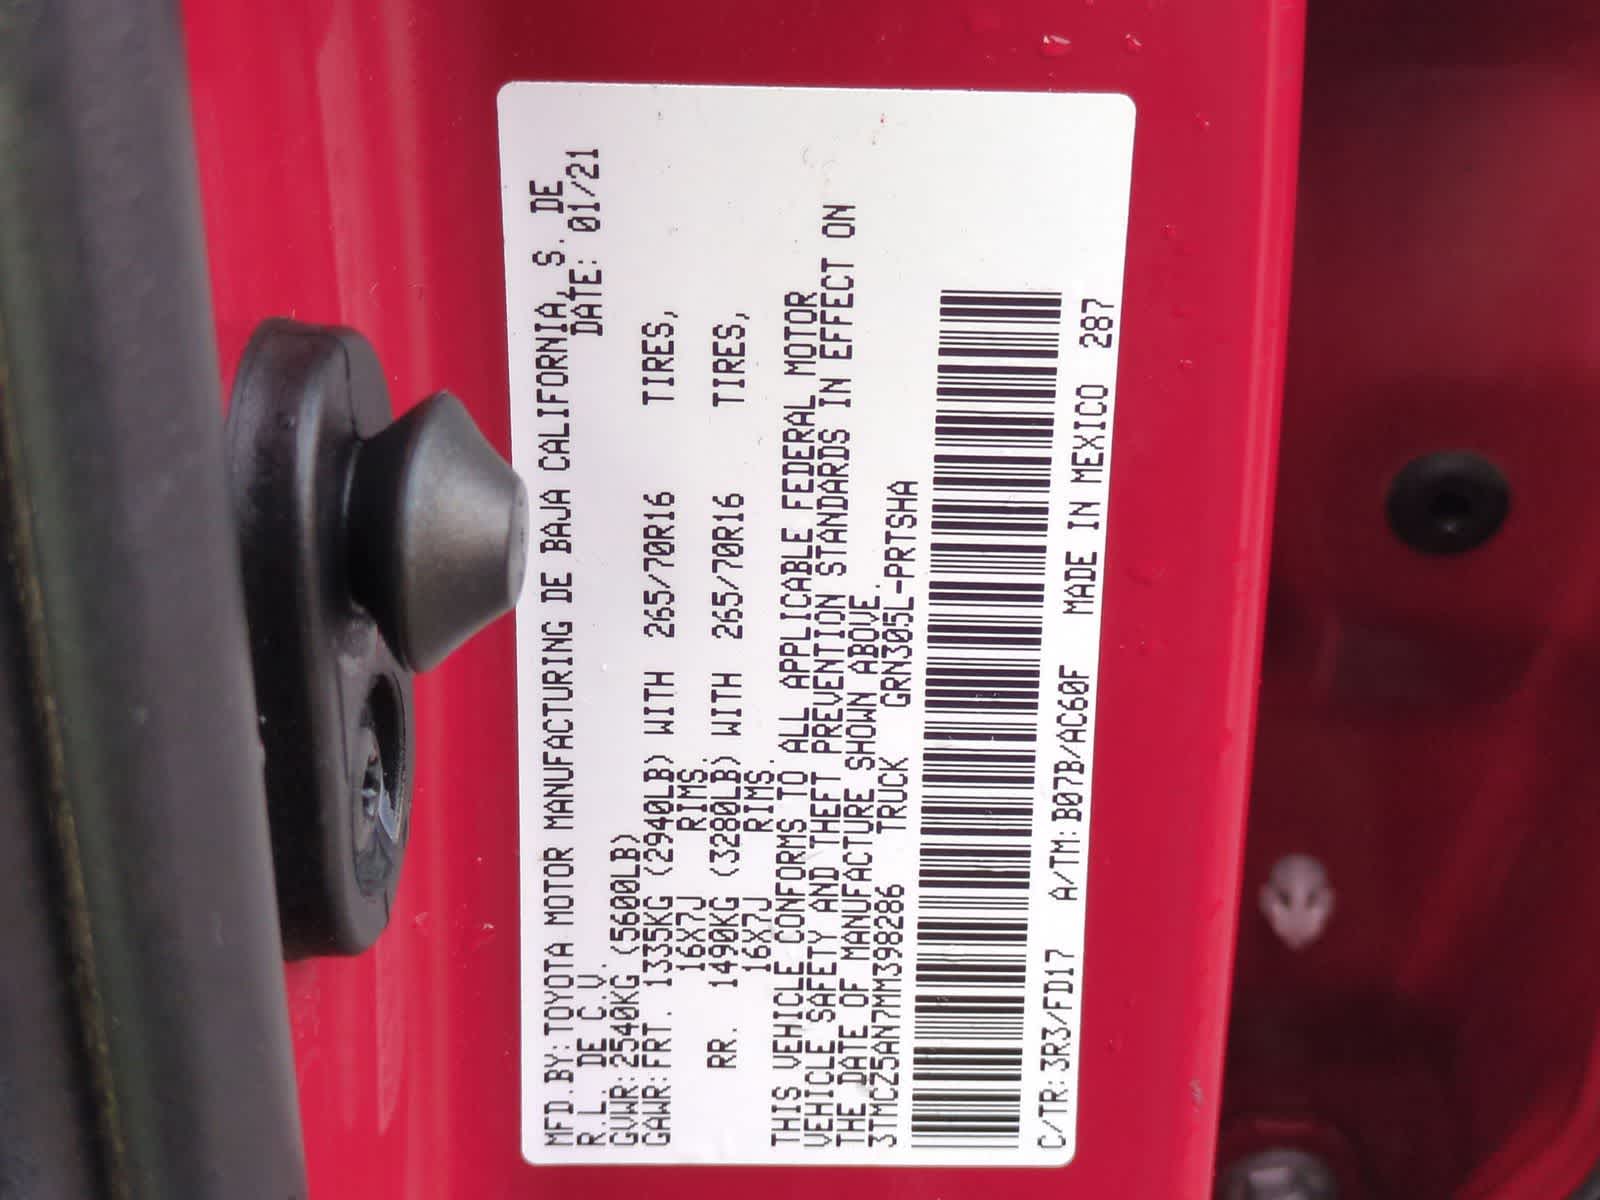 MFD.BY:TOYOTA MOTOR MANUFACTURING DE BAJA CALIFORNIA, S. DE
R.L. DE C.V. DATE: 01/21
GVWR:2540KG (5600LB)
GAWR:FRT. 1335KG (2940LB) WITH 265/70R16 TIRES,
16X7J RIMS.
RR. 1490KG (3280LB) WITH 265/70R16 TIRES,
16X7J RIMS.
THIS VEHICLE CONFORMS TO ALL APPLICABLE FEDERAL MOTOR
VEHICLE SAFETY AND THEFT PREVENTION STANDARDS IN EFFECT ON
THE DATE OF MANUFACTURE SHOWN ABOVE.
3TMCZ5AN7MM398286 TRUCK GRN305L-PRTSHA
C/TR:3R3/FD17 A/TM:B07B/AC60F MADE IN MEXICO 287